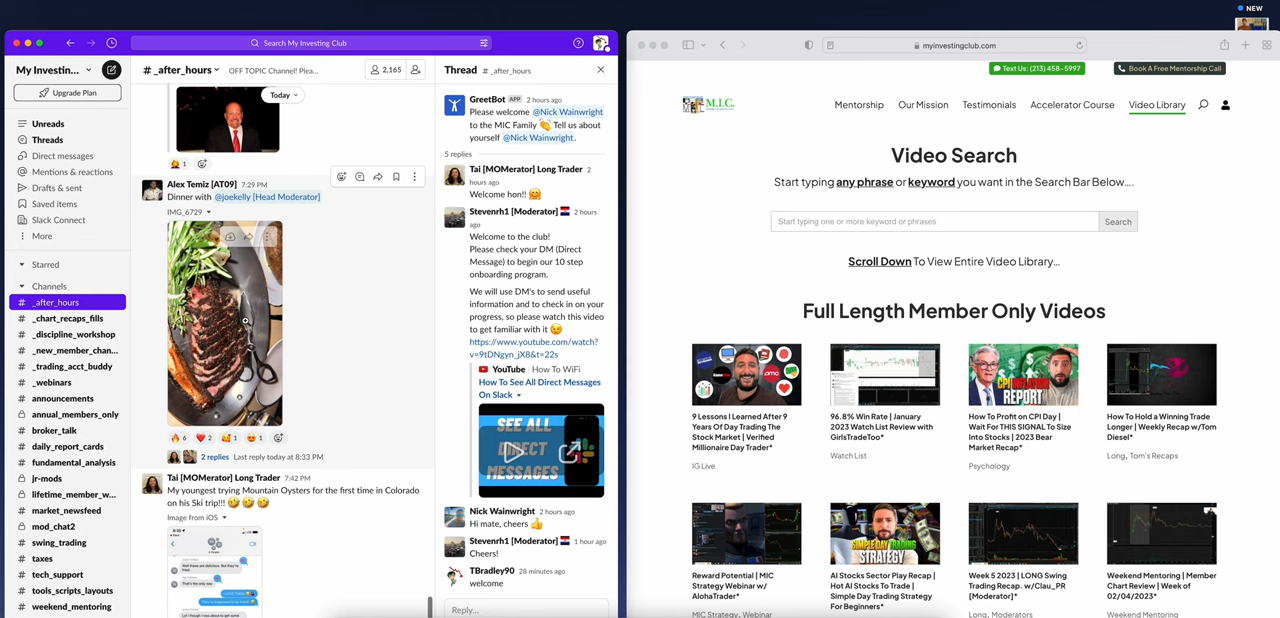 NEW
Search My Investing Club
My Investin...
Upgrade Plan
Unreads
Threads
Direct messages
Mentions & reactions
Drafts & sent
Saved items
Slack Connect
More
Starred
Channels
# _after_hours
# _chart_recaps_fills
# _discipline_workshop
# _new_member_chan...
# _trading_acct_buddy
# _webinars
# announcements
annual_members_only
# broker_talk
# daily_report_cards
# fundamental_analysis
jr-mods
lifetime_member_w...
# market_newsfeed
mod_chat2
# swing_trading
# taxes
# tech_support
# tools_scripts_layouts
# weekend_mentoring
# _after_hours
OFF TOPIC Channel! Plea...
2,165
Today
1
Alex Temiz [AT09] 7:29 PM
Dinner with @joekelly [Head Moderator]
IMG_6729
6 2 1 1
2 replies Last reply today at 8:33 PM
Tai [MOMerator] Long Trader 7:42 PM
My youngest trying Mountain Oysters for the first time in Colorado
on his Ski trip!!! 🤣 🤣 🤣
Image from iOS
Thread # _after_hours
GreetBot APP 2 hours ago
Please welcome @Nick Wainwright
to the MIC Family 👏 Tell us about
yourself @Nick Wainwright.
5 replies
Tai [MOMerator] Long Trader 2
hours ago
Welcome hon!! 🤗
Stevenrh1 [Moderator] 2 hours
ago
Welcome to the club!
Please check your DM (Direct
Message) to begin our 10 step
onboarding program.
We will use DM's to send useful
information and to check in on your
progress, so please watch this video
to get familiar with it 😉
https://www.youtube.com/watch?
v=9tDNgyn_jX8&t=22s
YouTube | How To WiFi
How To See All Direct Messages
On Slack
SEE ALL
DIRECT
MESSAGES
Nick Wainwright 2 hours ago
Hi mate, cheers 👍
Stevenrh1 [Moderator] 1 hour ago
Cheers!
TBradley90 28 minutes ago
welcome
Reply...
myinvestingclub.com
Text Us: (213) 458-5997
Book A Free Mentorship Call
M.I.C.
Mentorship
Our Mission
Testimonials
Accelerator Course
Video Library
Video Search
Start typing any phrase or keyword you want in the Search Bar Below....
Start typing one or more keyword or phrases
Search
Scroll Down To View Entire Video Library...
Full Length Member Only Videos
CPI INFLATION
REPORT
9 Lessons I Learned After 9
Years Of Day Trading The
Stock Market | Verified
Millionaire Day Trader*
IG Live
96.8% Win Rate | January
2023 Watch List Review with
GirlsTradeToo*
Watch List
How To Profit on CPI Day |
Wait FOR THIS SIGNAL To Size
Into Stocks | 2023 Bear
Market Recap*
Psychology
How To Hold a Winning Trade
Longer | Weekly Recap w/Tom
Diesel*
Long, Tom's Recaps
SIMPLE DAY TRADING
STRATEGY
Reward Potential | MIC
Strategy Webinar w/
AlohaTrader*
MIC Strategy, Webinar
AI Stocks Sector Play Recap |
Hot AI Stocks To Trade |
Simple Day Trading Strategy
For Beginners*
Week 5 2023 | LONG Swing
Trading Recap. w/Clau_PR
[Moderator]*
Long, Moderators
Weekend Mentoring | Member
Chart Review | Week of
02/04/2023*
Weekend Mentoring